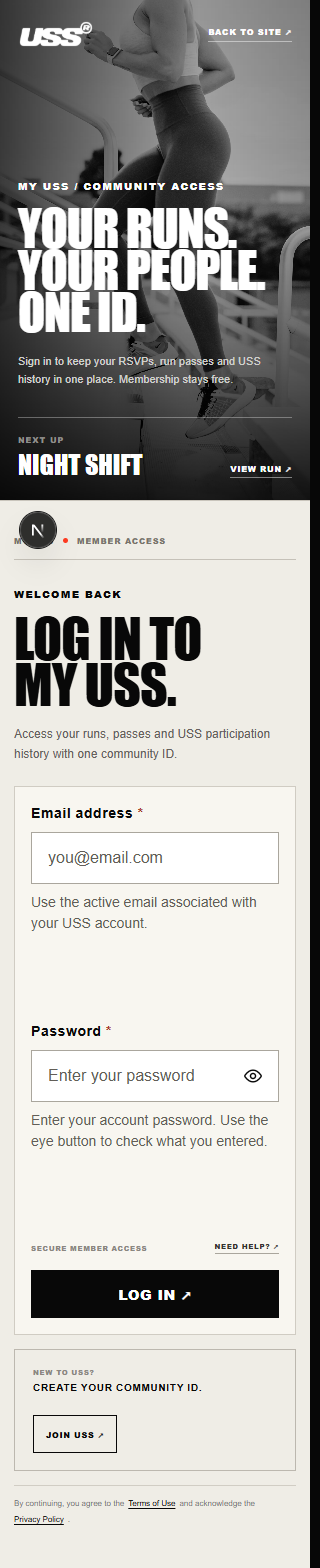 USS®
BACK TO SITE ↗
MY USS / COMMUNITY ACCESS
YOUR RUNS.
YOUR PEOPLE.
ONE ID.
Sign in to keep your RSVPs, run passes and USS
history in one place. Membership stays free.
NEXT UP
NIGHT SHIFT
VIEW RUN ↗
N
MEMBER ACCESS
WELCOME BACK
LOG IN TO
MY USS.
Access your runs, passes and USS participation
history with one community ID.
Email address *
you@email.com
Use the active email associated with
your USS account.
Password *
Enter your password
Enter your account password. Use the
eye button to check what you entered.
SECURE MEMBER ACCESS
NEED HELP? ↗
LOG IN ↗
NEW TO USS?
CREATE YOUR COMMUNITY ID.
JOIN USS ↗
By continuing, you agree to the Terms of Use and acknowledge the
Privacy Policy .